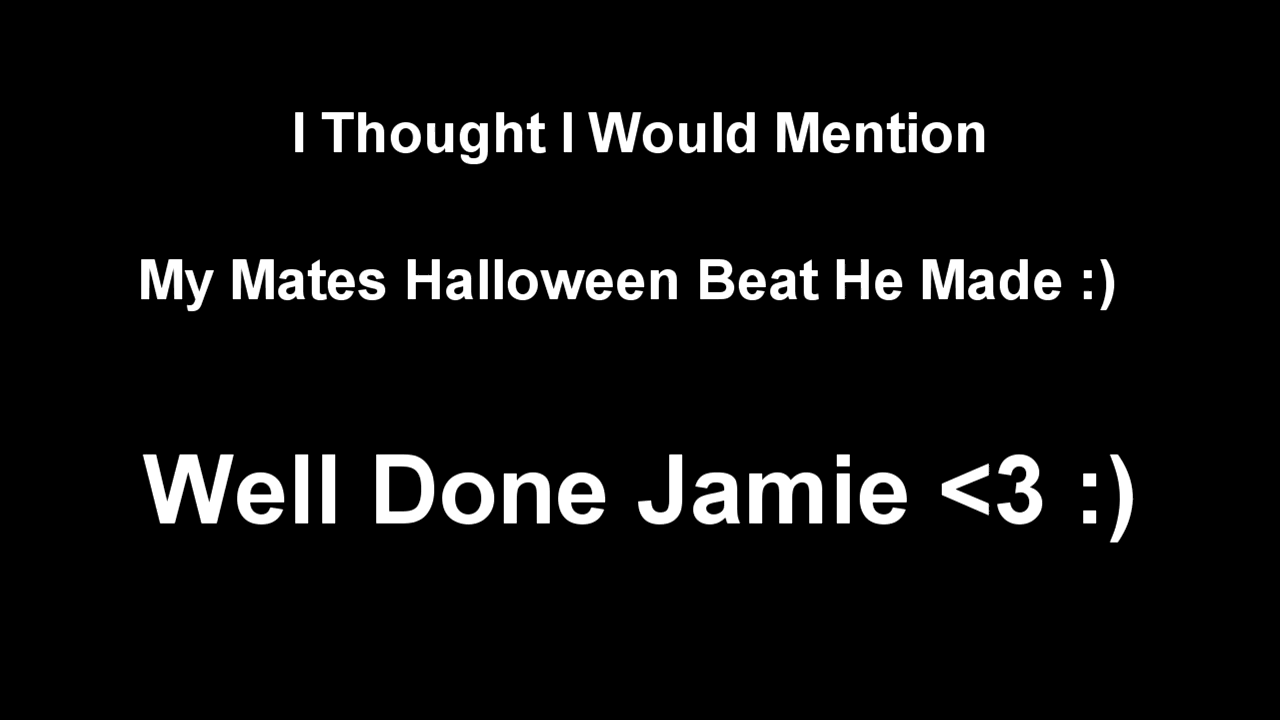 I Thought I Would Mention
My Mates Halloween Beat He Made :)
Well Done Jamie <3 :)